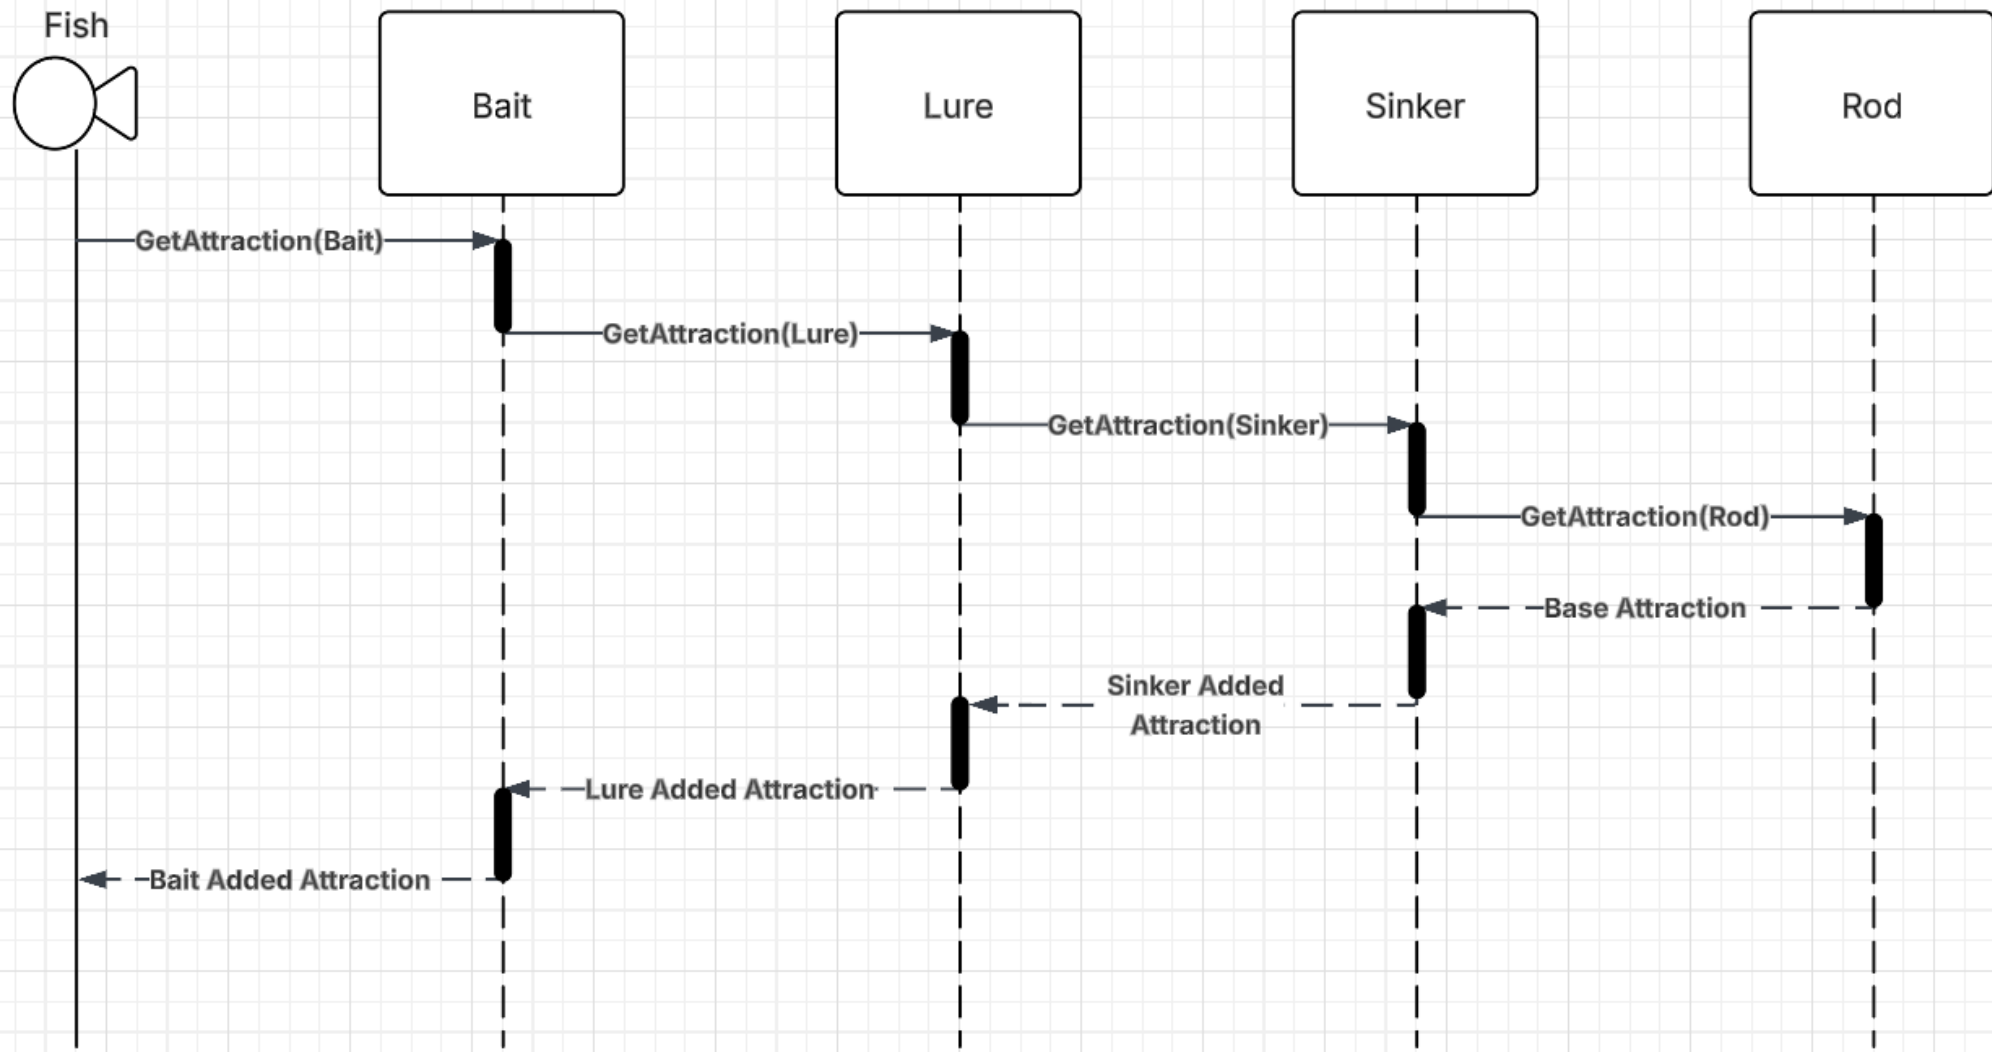 Fish
Bait
Lure
Sinker
Rod
GetAttraction(Bait)
GetAttraction(Lure)
GetAttraction(Sinker)
GetAttraction(Rod)
Base Attraction
Sinker Added
Attraction
Lure Added Attraction
Bait Added Attraction